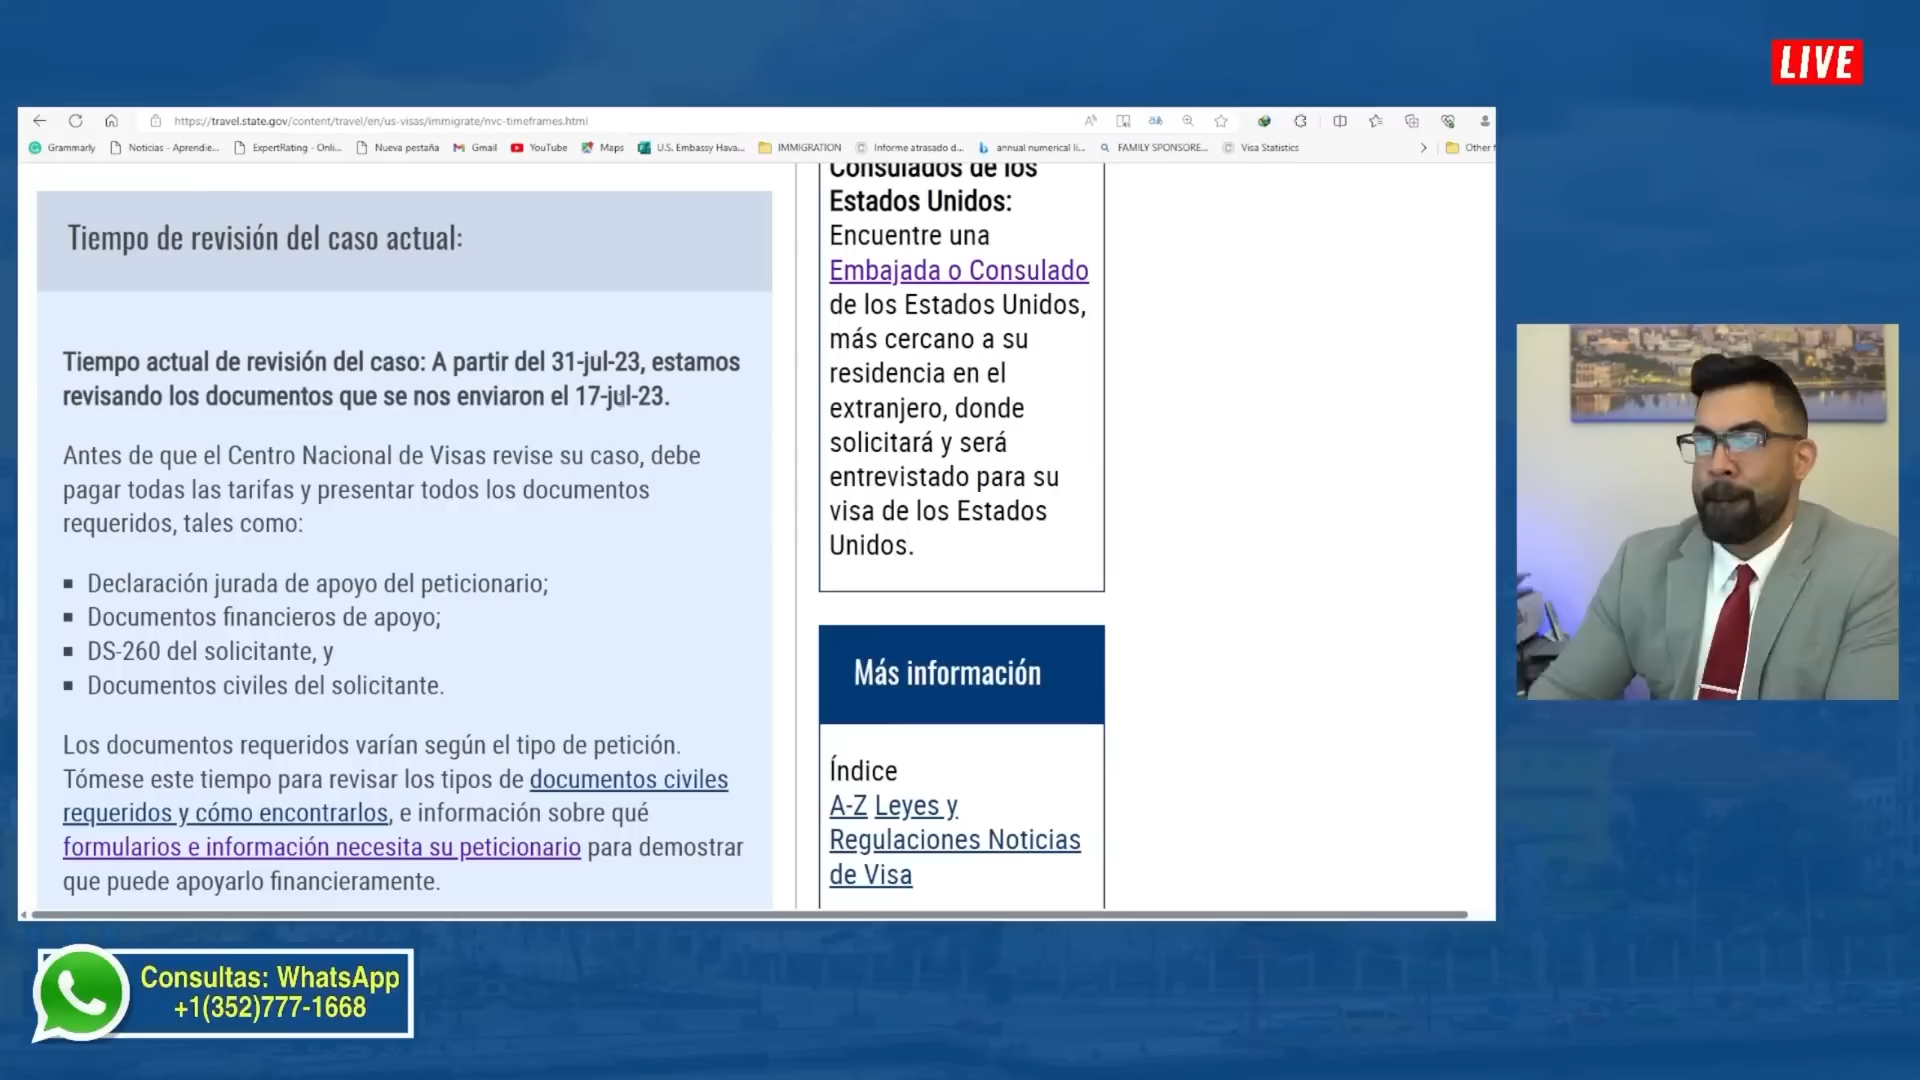 LIVE
https://travel.state.gov/content/travel/en/us-visas/immigrate/nvc-timeframes.html
Grammarly
Noticias - Aprendie...
ExpertRating - Onli...
Nueva pestaña
Gmail
YouTube
Maps
U.S. Embassy Hava...
IMMIGRATION
Informe atrasado d...
annual numerical li...
FAMILY SPONSORE...
Visa Statistics
Other f
Tiempo de revisión del caso actual:
Tiempo actual de revisión del caso: A partir del 31-jul-23, estamos
revisando los documentos que se nos enviaron el 17-jul-23.
Antes de que el Centro Nacional de Visas revise su caso, debe
pagar todas las tarifas y presentar todos los documentos
requeridos, tales como:
Declaración jurada de apoyo del peticionario;
Documentos financieros de apoyo;
DS-260 del solicitante, y
Documentos civiles del solicitante.
Los documentos requeridos varían según el tipo de petición.
Tómese este tiempo para revisar los tipos de documentos civiles
requeridos y cómo encontrarlos, e información sobre qué
formularios e información necesita su peticionario para demostrar
que puede apoyarlo financieramente.
Consulados de los
Estados Unidos:
Encuentre una
Embajada o Consulado
de los Estados Unidos,
más cercano a su
residencia en el
extranjero, donde
solicitará y será
entrevistado para su
visa de los Estados
Unidos.
Más información
Índice
A-Z Leyes y
Regulaciones Noticias
de Visa
Consultas: WhatsApp
+1(352)777-1668